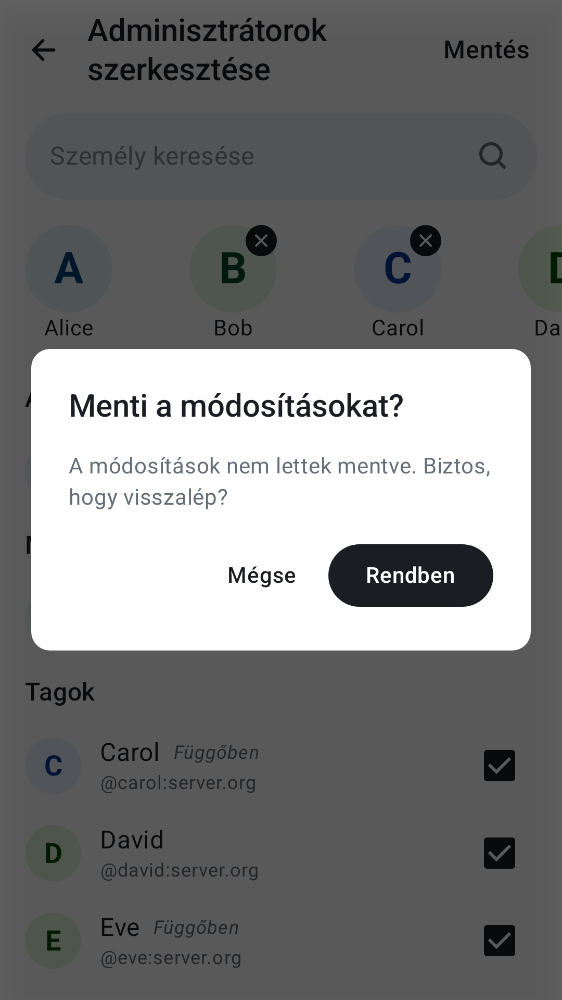 Adminisztrátorok
szerkesztése
Mentés
Személy keresése
A
B
C
Alice
Bob
Carol
Da
Menti a módosításokat?
A módosítások nem lettek mentve. Biztos,
hogy visszalép?
Mégse
Rendben
Tagok
C
Carol Függőben
@carol:server.org
D
David
@david:server.org
E
Eve Függőben
@eve:server.org